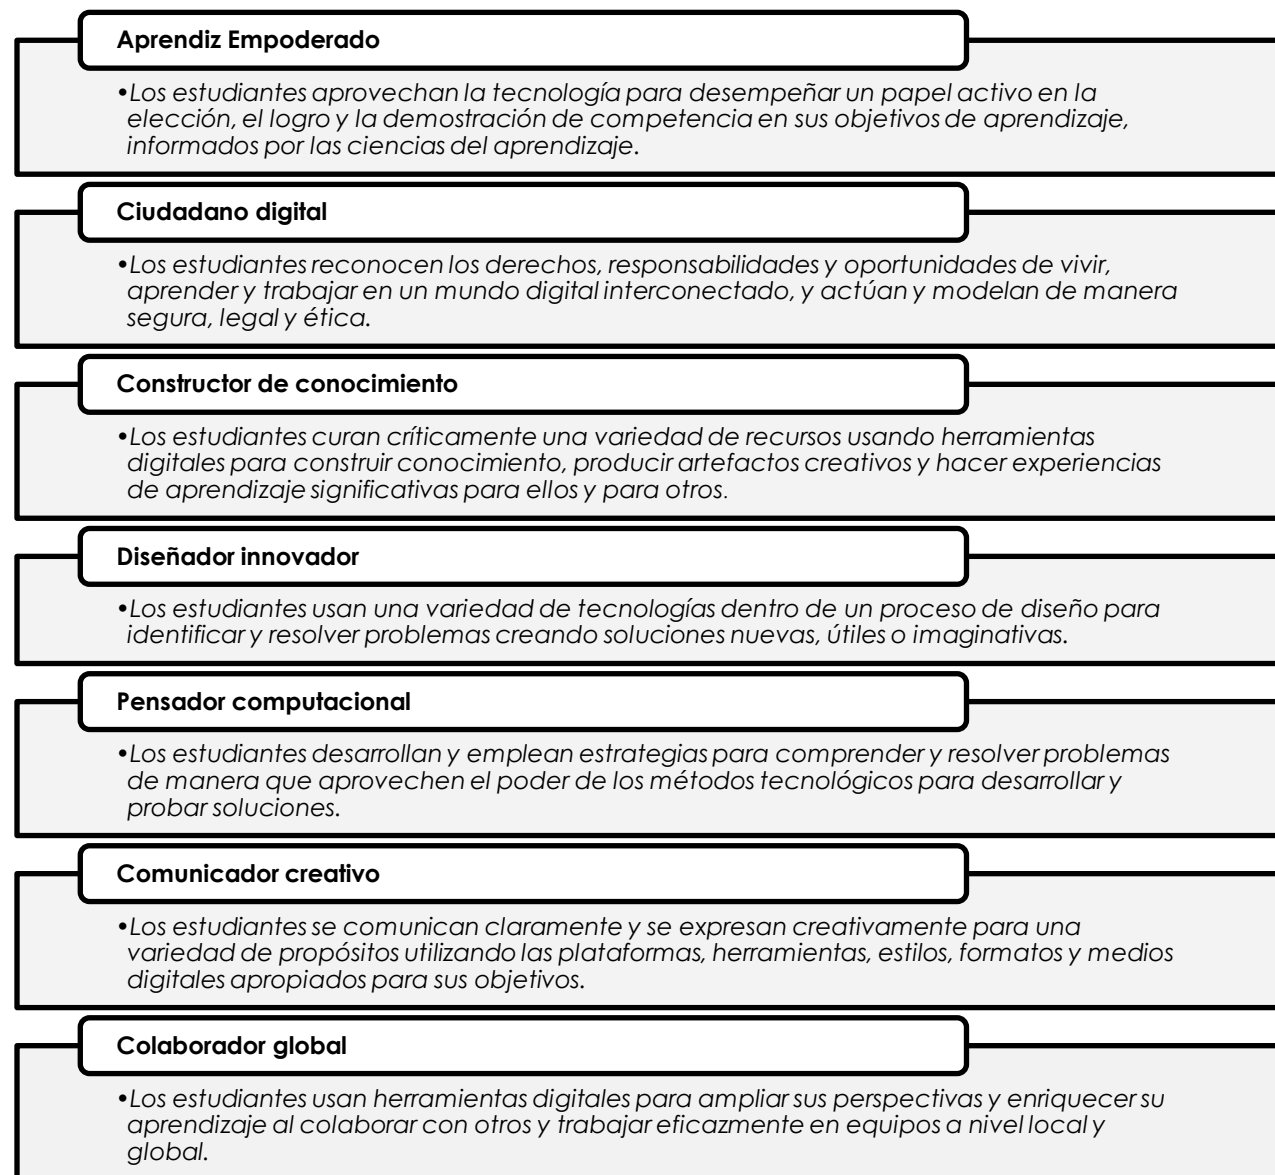 Aprendiz Empoderado
•Los estudiantes aprovechan la tecnología para desempeñar un papel activo en la
elección, el logro y la demostración de competencia en sus objetivos de aprendizaje,
informados por las ciencias del aprendizaje.
Ciudadano digital
•Los estudiantes reconocen los derechos, responsabilidades y oportunidades de vivir,
aprender y trabajar en un mundo digital interconectado, y actúan y modelan de manera
segura, legal y ética.
Constructor de conocimiento
•Los estudiantes curan críticamente una variedad de recursos usando herramientas
digitales para construir conocimiento, producir artefactos creativos y hacer experiencias
de aprendizaje significativas para ellos y para otros.
Diseñador innovador
•Los estudiantes usan una variedad de tecnologías dentro de un proceso de diseño para
identificar y resolver problemas creando soluciones nuevas, útiles o imaginativas.
Pensador computacional
•Los estudiantes desarrollan y emplean estrategias para comprender y resolver problemas
de manera que aprovechen el poder de los métodos tecnológicos para desarrollar y
probar soluciones.
Comunicador creativo
•Los estudiantes se comunican claramente y se expresan creativamente para una
variedad de propósitos utilizando las plataformas, herramientas, estilos, formatos y medios
digitales apropiados para sus objetivos.
Colaborador global
•Los estudiantes usan herramientas digitales para ampliar sus perspectivas y enriquecer su
aprendizaje al colaborar con otros y trabajar eficazmente en equipos a nivel local y
global.